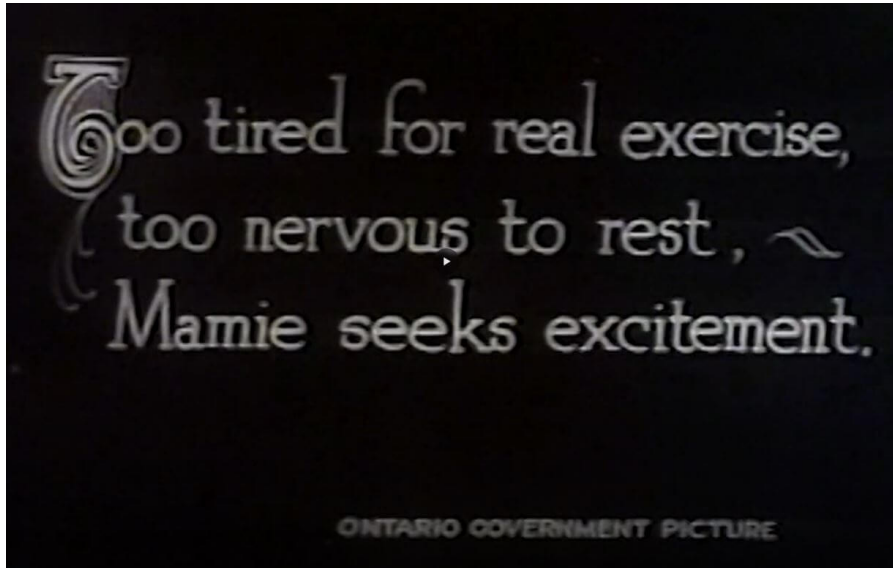 Too tired for real exercise,
too nervous to rest,
Mamie seeks excitement.
ONTARIO GOVERNMENT PICTURE